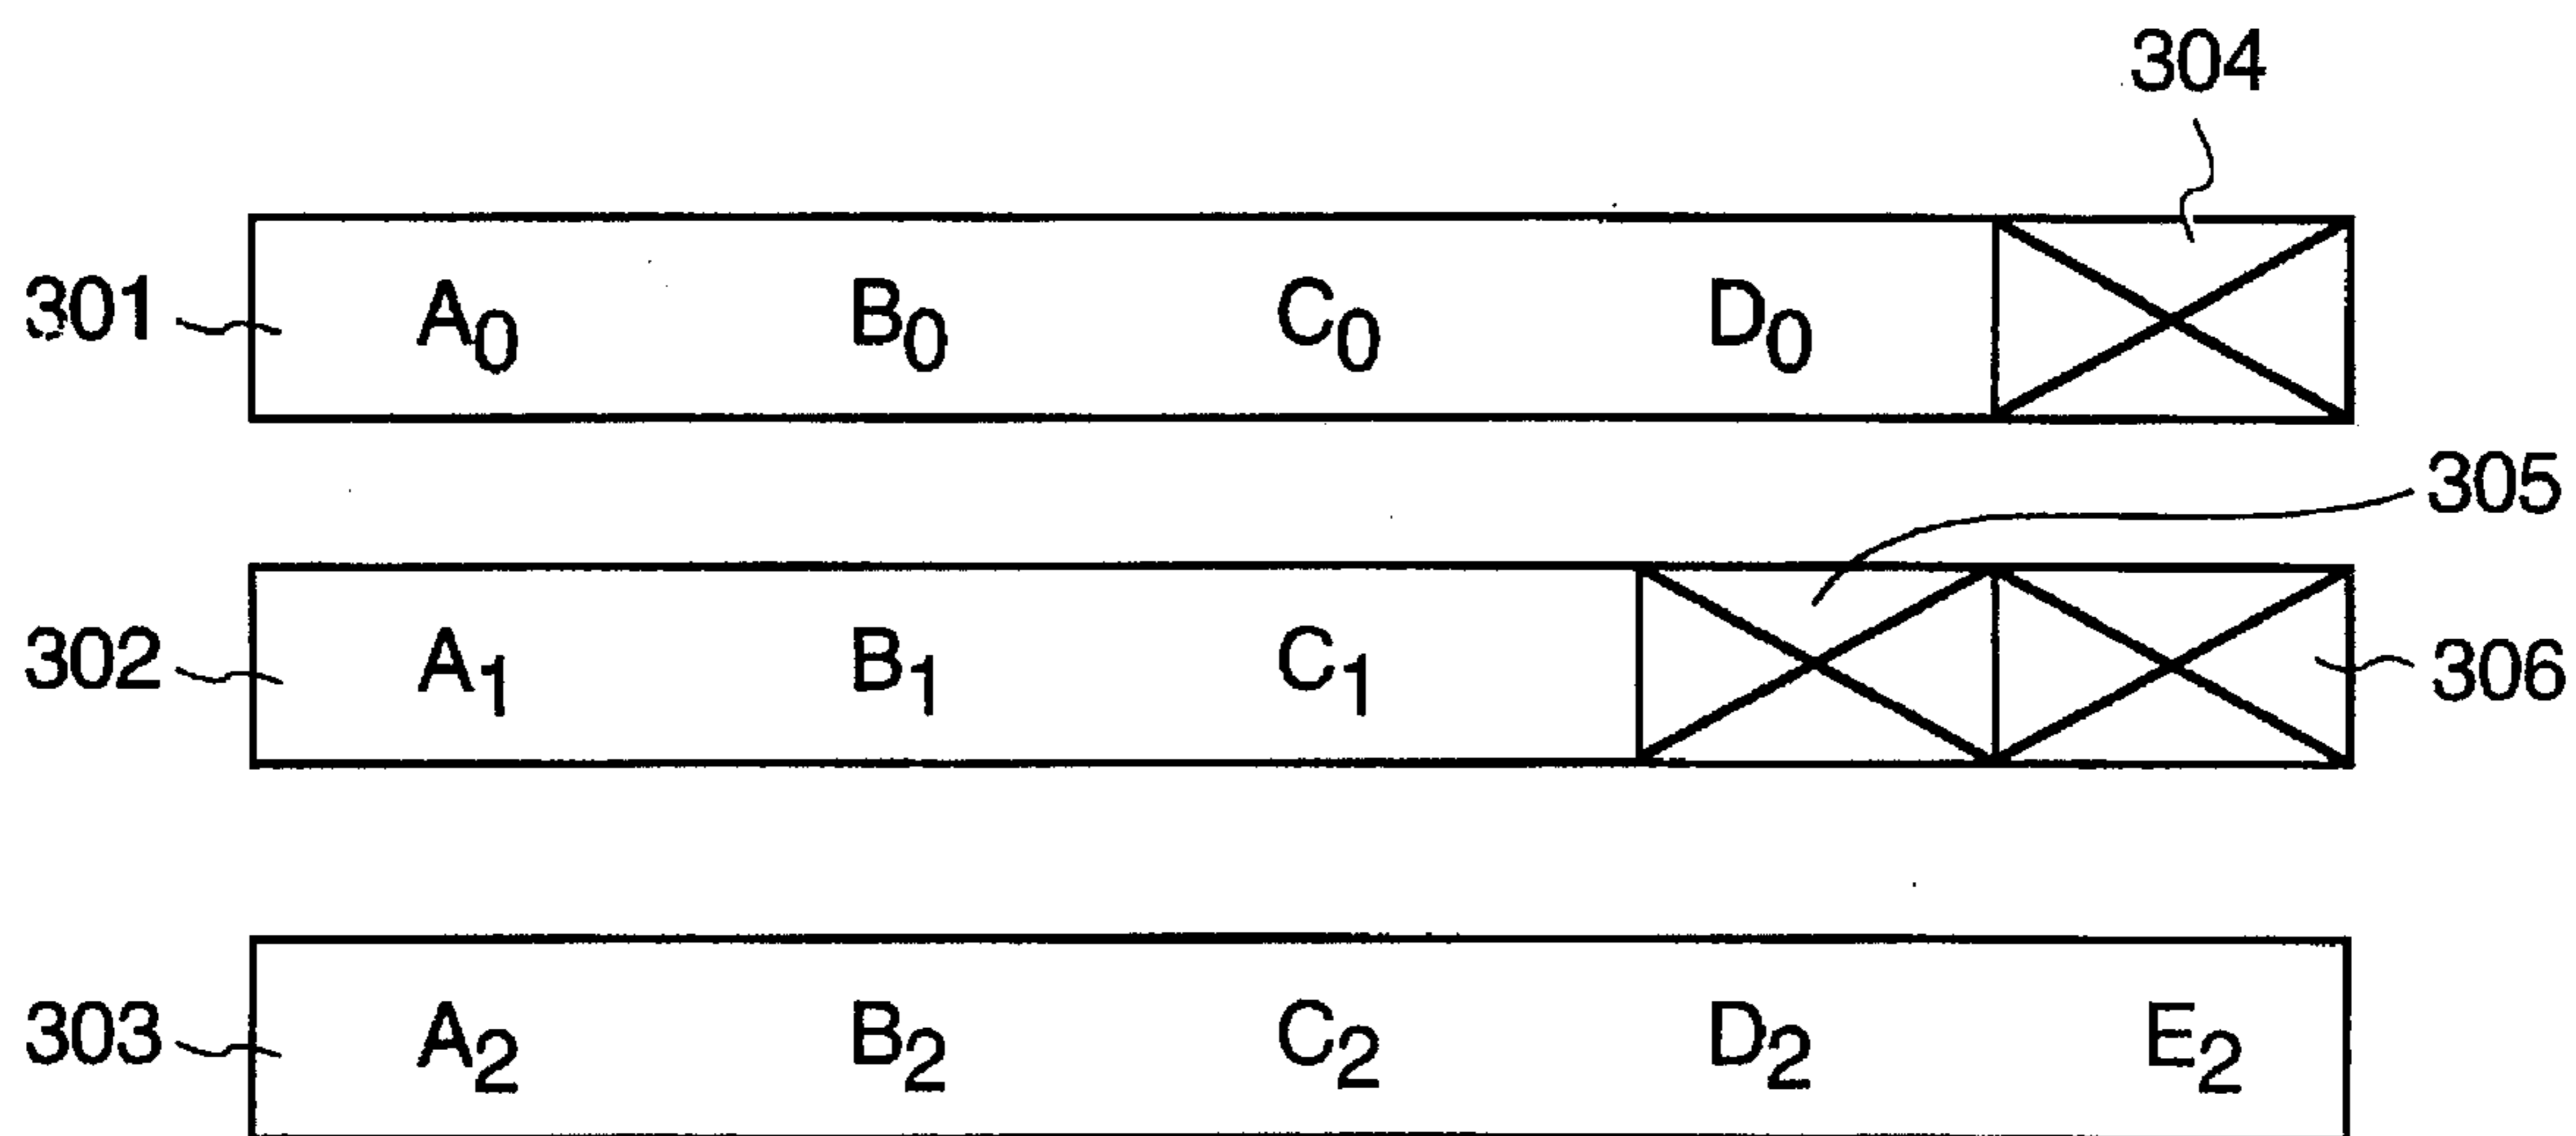 304
301 A₀ B₀ C₀ D₀
305
302 A₁ B₁ C₁ 306
303 A₂ B₂ C₂ D₂ E₂